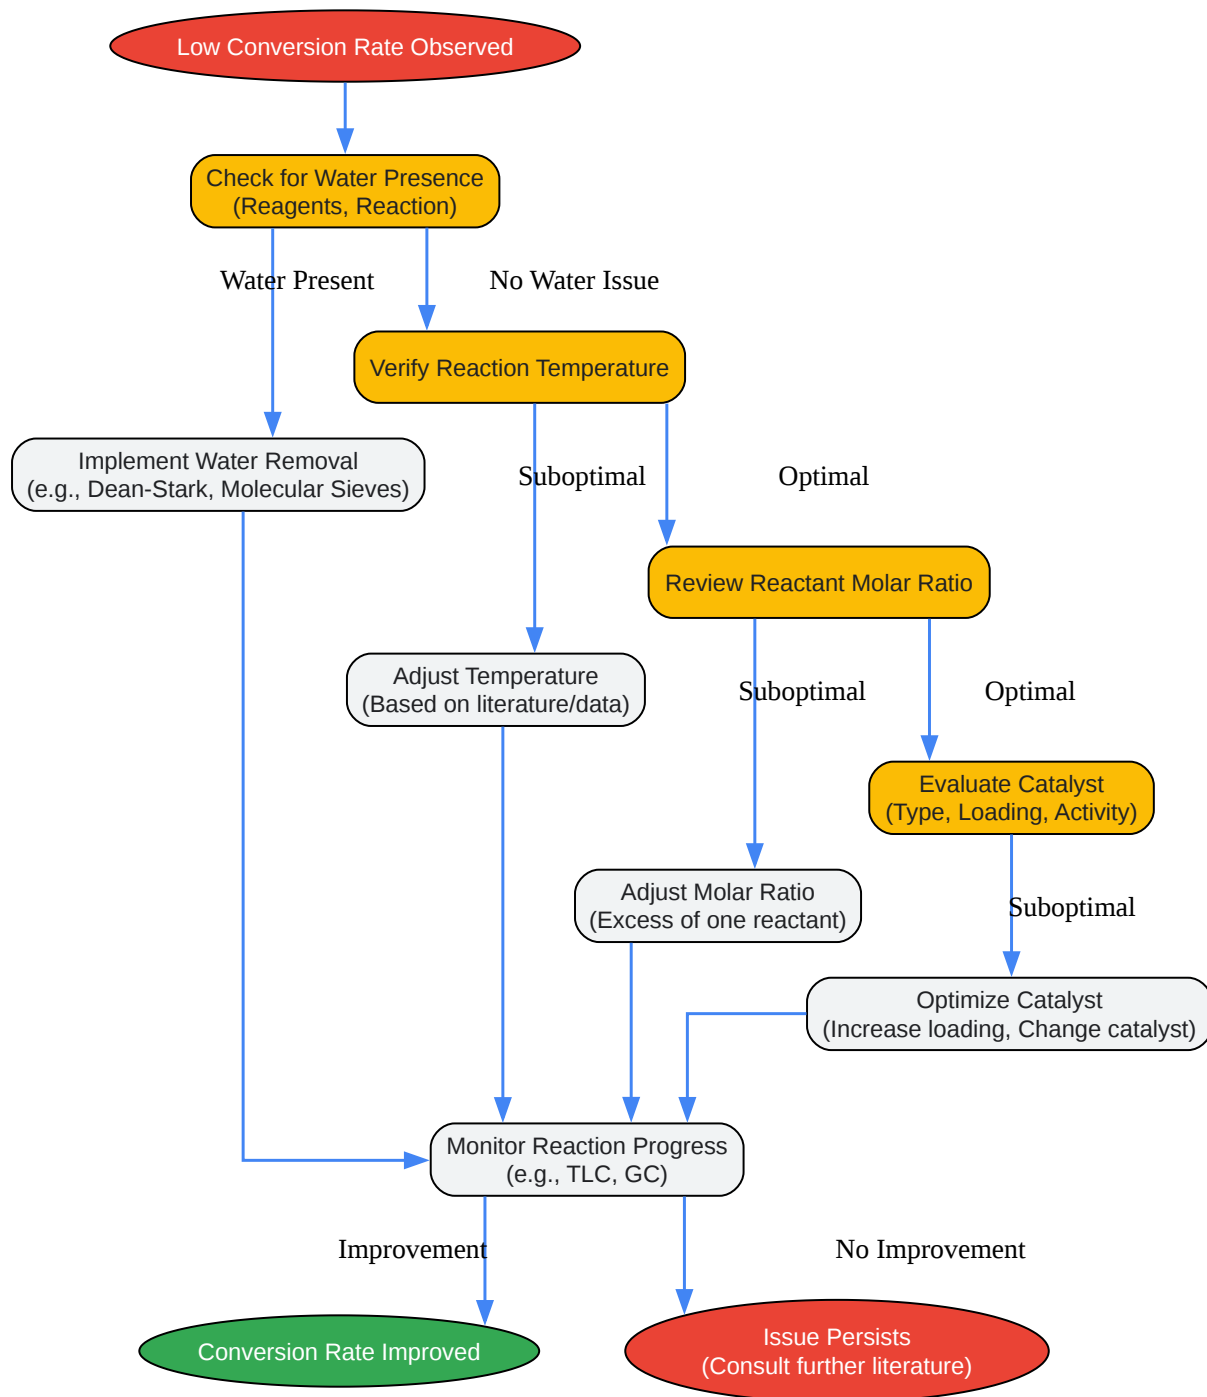 Low Conversion Rate Observed
Check for Water Presence
(Reagents, Reaction)
Water Present
No Water Issue
Verify Reaction Temperature
Implement Water Removal
(e.g., Dean-Stark, Molecular Sieves)
Suboptimal
Optimal
Review Reactant Molar Ratio
Adjust Temperature
(Based on literature/data)
Suboptimal
Optimal
Evaluate Catalyst
(Type, Loading, Activity)
Adjust Molar Ratio
(Excess of one reactant)
Suboptimal
Optimize Catalyst
(Increase loading, Change catalyst)
Monitor Reaction Progress
(e.g., TLC, GC)
Improvement
No Improvement
Conversion Rate Improved
Issue Persists
(Consult further literature)